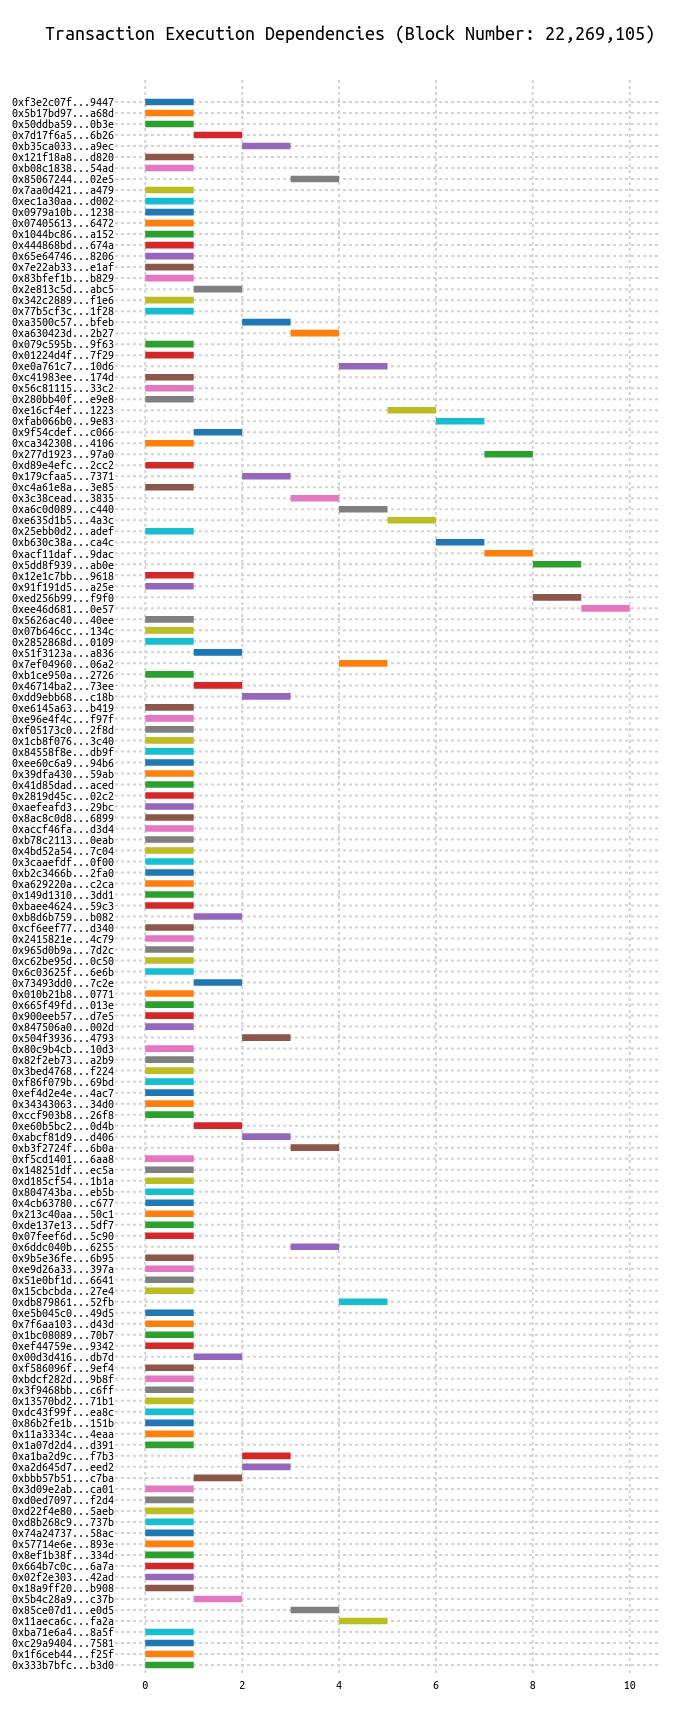 Transaction Execution Dependencies (Block Number: 22,269,105)
0xf3e2c07f...9447
0x5b17bd97...a68d
0x50ddba59...0b3e
0x7d17f6a5...6b26
0xb35ca033...a9ec
0x121f18a8...d820
0xb08c1838...54ad
0x85067244...02e5
0x7aa0d421...a479
0xec1a30aa...d002
0x0979a10b...1238
0x07405613...6472
0x1044bc86...a152
0x444868bd...674a
0x65e64746...8206
0x7e22ab33...e1af
0x83bfef1b...b829
0x2e813c5d...abc5
0x342c2889...f1e6
0x77b5cf3c...1f28
0xa3500c57...bfeb
0xa630423d...2b27
0x079c595b...9f63
0x01224d4f...7f29
0xe0a761c7...10d6
0xc41983ee...174d
0x56c81115...33c2
0x280bb40f...e9e8
0xe16cf4ef...1223
0xfab066b0...9e83
0x9f54cdef...c066
0xca342308...4106
0x277d1923...97a0
0xd89e4efc...2cc2
0x179cfaa5...7371
0xc4a61e8a...3e85
0x3c38cead...3835
0xa6c0d089...c440
0xe635d1b5...4a3c
0x25ebb0d2...adef
0xb630c38a...ca4c
0xacf11daf...9dac
0x5dd8f939...ab0e
0x12e1c7bb...9618
0x91f191d5...a25e
0xed256b99...f9f0
0xee46d681...0e57
0x5626ac40...40ee
0x07b646cc...134c
0x2852868d...0109
0x51f3123a...a836
0x7ef04960...06a2
0xb1ce950a...2726
0x46714ba2...73ee
0xdd9ebb68...c18b
0xe6145a63...b419
0xe96e4f4c...f97f
0xf05173c0...2f8d
0x1cb8f076...3c40
0x84558f8e...db9f
0xee60c6a9...94b6
0x39dfa430...59ab
0x41d85dad...aced
0x2819d45c...02c2
0xaefeafd3...29bc
0x8ac8c0d8...6899
0xaccf46fa...d3d4
0xb78c2113...0eab
0x4bd52a54...7c04
0x3caaefdf...0f00
0xb2c3466b...2fa0
0xa629220a...c2ca
0x149d1310...3dd1
0xbaee4624...59c3
0xb8d6b759...b082
0xcf6eef77...d340
0x2415821e...4c79
0x965d0b9a...7d2c
0xc62be95d...0c50
0x6c03625f...6e6b
0x73493dd0...7c2e
0x010b21b8...0771
0x665f49fd...013e
0x900eeb57...d7e5
0x847506a0...002d
0x504f3936...4793
0x80c9b4cb...10d3
0x82f2eb73...a2b9
0x3bed4768...f224
0xf86f079b...69bd
0xef4d2e4e...4ac7
0x34343063...34d0
0xccf903b8...26f8
0xe60b5bc2...0d4b
0xabcf81d9...d406
0xb3f2724f...6b0a
0xf5cd1401...6aa8
0x148251df...ec5a
0xd185cf54...1b1a
0x804743ba...eb5b
0x4cb63780...c677
0x213c40aa...50c1
0xde137e13...5df7
0x07feef6d...5c90
0x6ddc040b...6255
0x9b5e36fe...6b95
0xe9d26a33...397a
0x51e0bf1d...6641
0x15cbcbda...27e4
0xdb879861...52fb
0xe5b045c0...49d5
0x7f6aa103...d43d
0x1bc08089...70b7
0xef44759e...9342
0x00d3d416...db7d
0xf586096f...9ef4
0xbdcf282d...9b8f
0x3f9468bb...c6ff
0x13570bd2...71b1
0xdc43f99f...ea8c
0x86b2fe1b...151b
0x11a3334c...4eaa
0x1a07d2d4...d391
0xa1ba2d9c...f7b3
0xa2d645d7...eed2
0xbbb57b51...c7ba
0x3d09e2ab...ca01
0xd0ed7097...f2d4
0xd22f4e80...5aeb
0xd8b268c9...737b
0x74a24737...58ac
0x57714e6e...893e
0x8ef1b38f...334d
0x664b7c0c...6a7a
0x02f2e303...42ad
0x18a9ff20...b908
0x5b4c28a9...c37b
0x85ce07d1...e0d5
0x11aeca6c...fa2a
0xba71e6a4...8a5f
0xc29a9404...7581
0x1f6ceb44...f25f
0x333b7bfc...b3d0
0 2 4 6 8 10